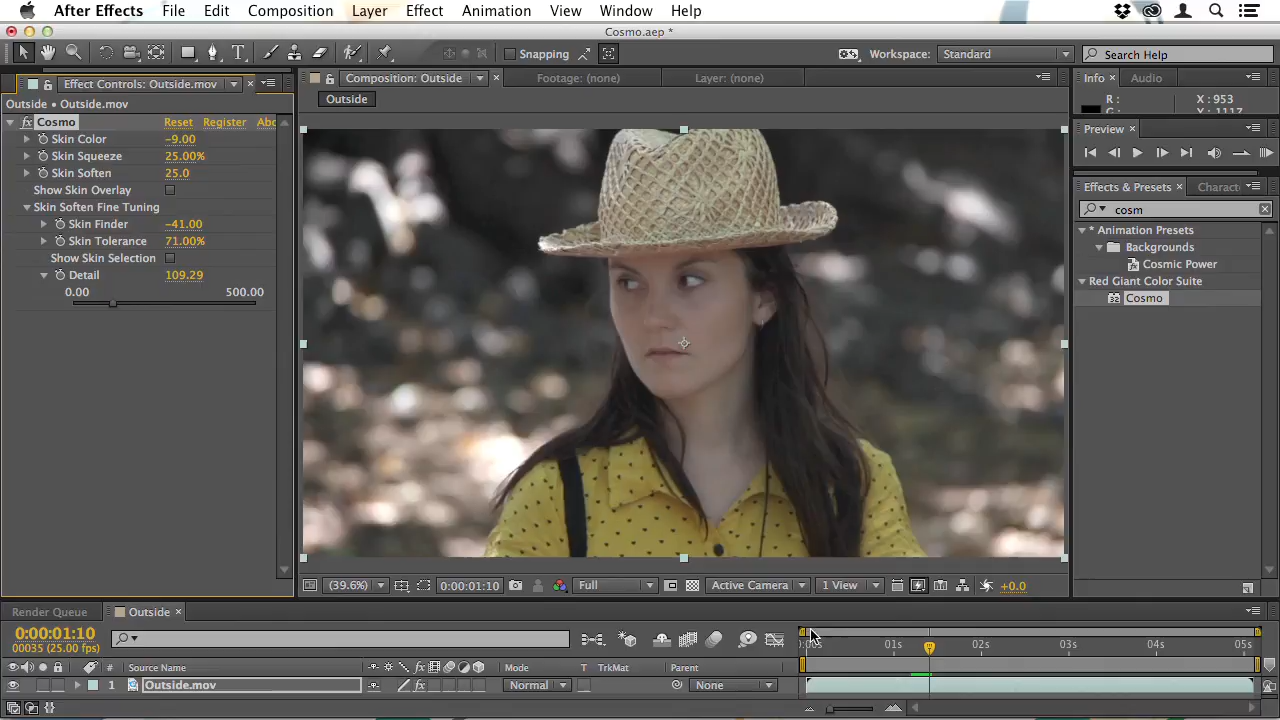 After Effects File Edit Composition Layer Effect Animation View Window Help
Cosmo.aep *
Snapping Workspace: Standard Search Help
Effect Controls: Outside.mov
Outside • Outside.mov
fx Cosmo Reset Register
Skin Color -9.00
Skin Squeeze 25.00%
Skin Soften 25.0
Show Skin Overlay
Skin Soften Fine Tuning
Skin Finder -41.00
Skin Tolerance 71.00%
Show Skin Selection
Detail 109.29
0.00 500.00
Composition: Outside Footage: (none) Layer: (none)
Outside
(39.6%) 0:00:01:10 Full Active Camera 1 View +0.0
Info Audio
R: X: 953
Preview
Effects & Presets
cosm
* Animation Presets
Backgrounds
Cosmic Power
Red Giant Color Suite
32 Cosmo
Render Queue Outside
0:00:01:10
00035 (25.00 fps)
01s 02s 03s 04s 05s
# Source Name fx Mode T TrkMat Parent
1 Outside.mov fx Normal None